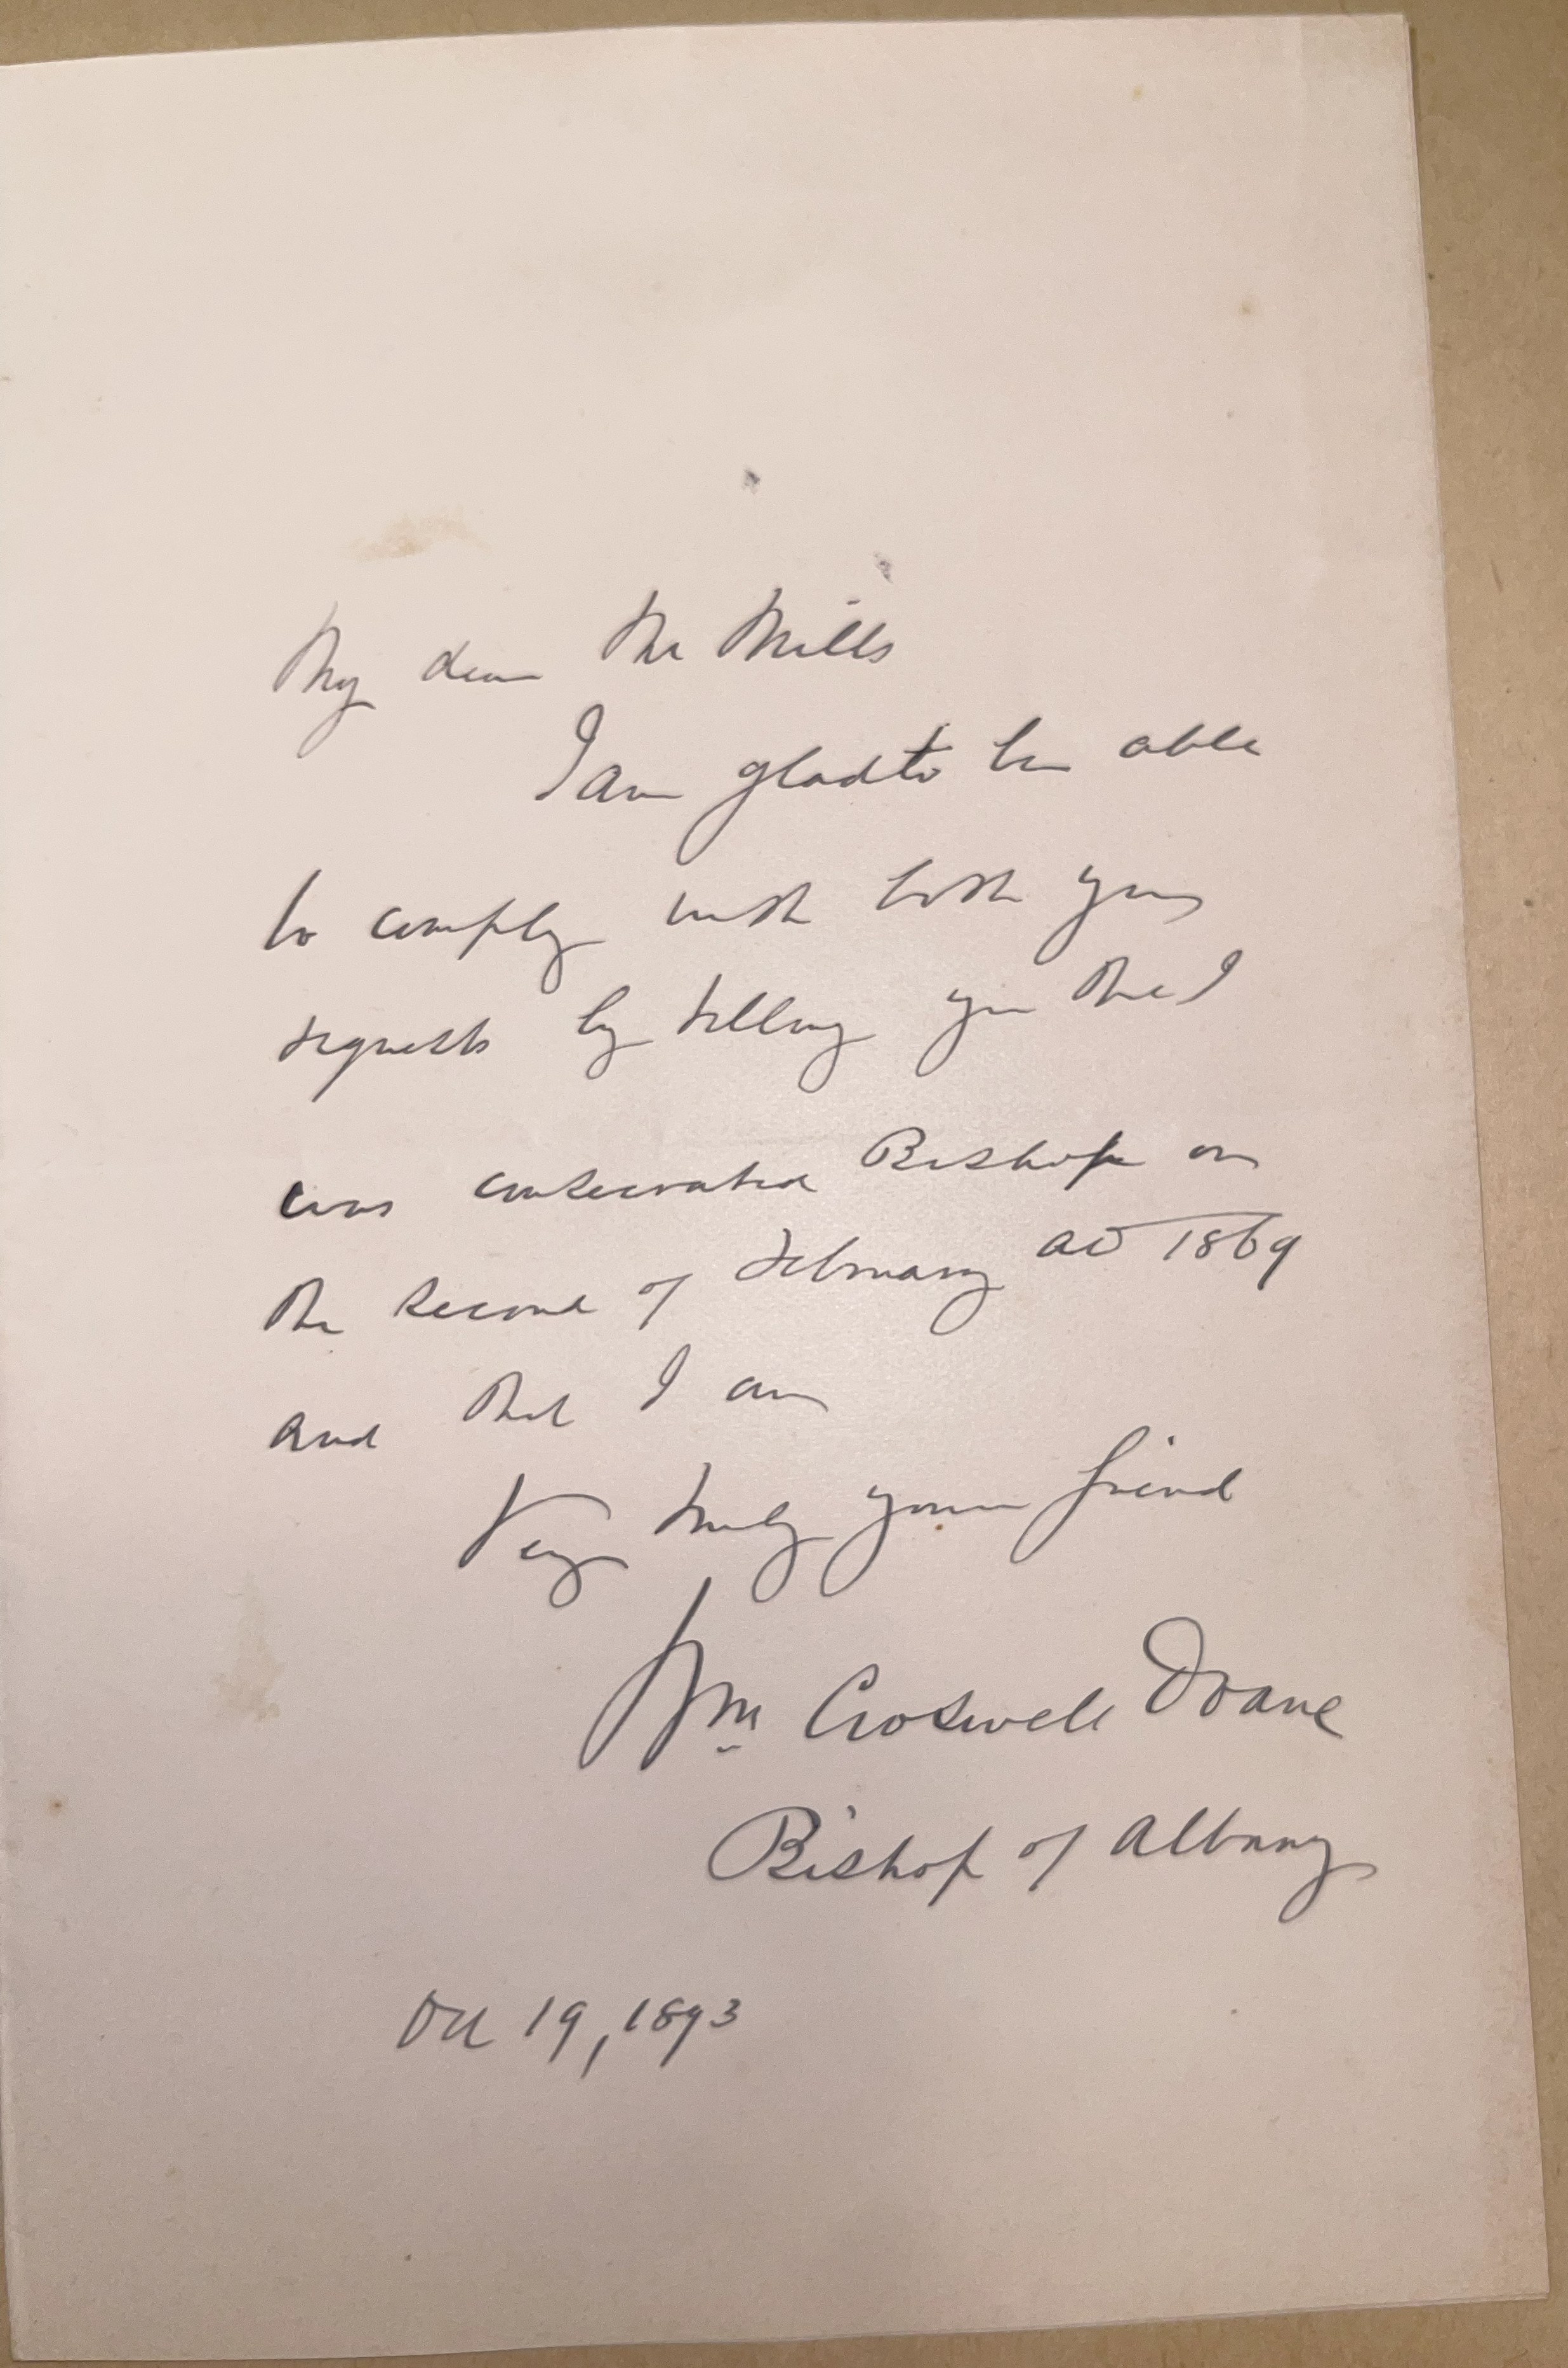 My dear Mr Mills
I am glad to be able
to comply with both your
requests by telling you that I
was consecrated Bishop on
the second of February AD 1869
and that I am
Very truly your friend
Wm Croswell Doane
Bishop of Albany
Oct 19, 1893